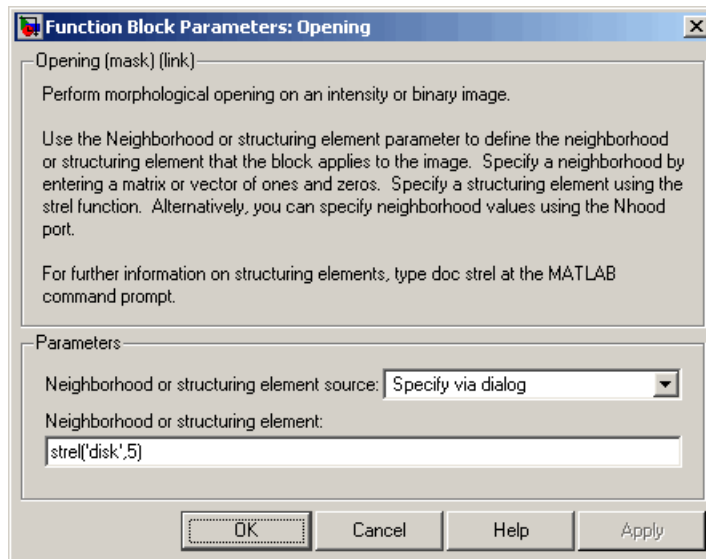 Function Block Parameters: Opening
Opening (mask) (link)
Perform morphological opening on an intensity or binary image.
Use the Neighborhood or structuring element parameter to define the neighborhood
or structuring element that the block applies to the image.  Specify a neighborhood by
entering a matrix or vector of ones and zeros.  Specify a structuring element using the
strel function.  Alternatively, you can specify neighborhood values using the Nhood
port.
For further information on structuring elements, type doc strel at the MATLAB
command prompt.
Parameters
Neighborhood or structuring element source: Specify via dialog
Neighborhood or structuring element:
strel('disk',5)
OK Cancel Help Apply